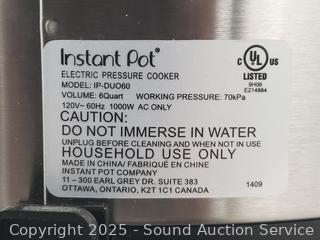 Instant Pot®
ELECTRIC PRESSURE COOKER
MODEL: IP-DUO60
VOLUME: 6Quart WORKING PRESSURE: 70kPa
120V~ 60Hz 1000W AC ONLY
CAUTION:
DO NOT IMMERSE IN WATER
UNPLUG BEFORE CLEANING AND WHEN NOT IN USE
HOUSEHOLD USE ONLY
MADE IN CHINA/ FABRIQUÉ EN CHINE
INSTANT POT COMPANY
11 – 300 EARL GREY DR. SUITE 383
OTTAWA, ONTARIO, K2T 1C1 CANADA
1409
C UL US
LISTED
9H06
E214884
Copyright 2025 - Storage Auction Service